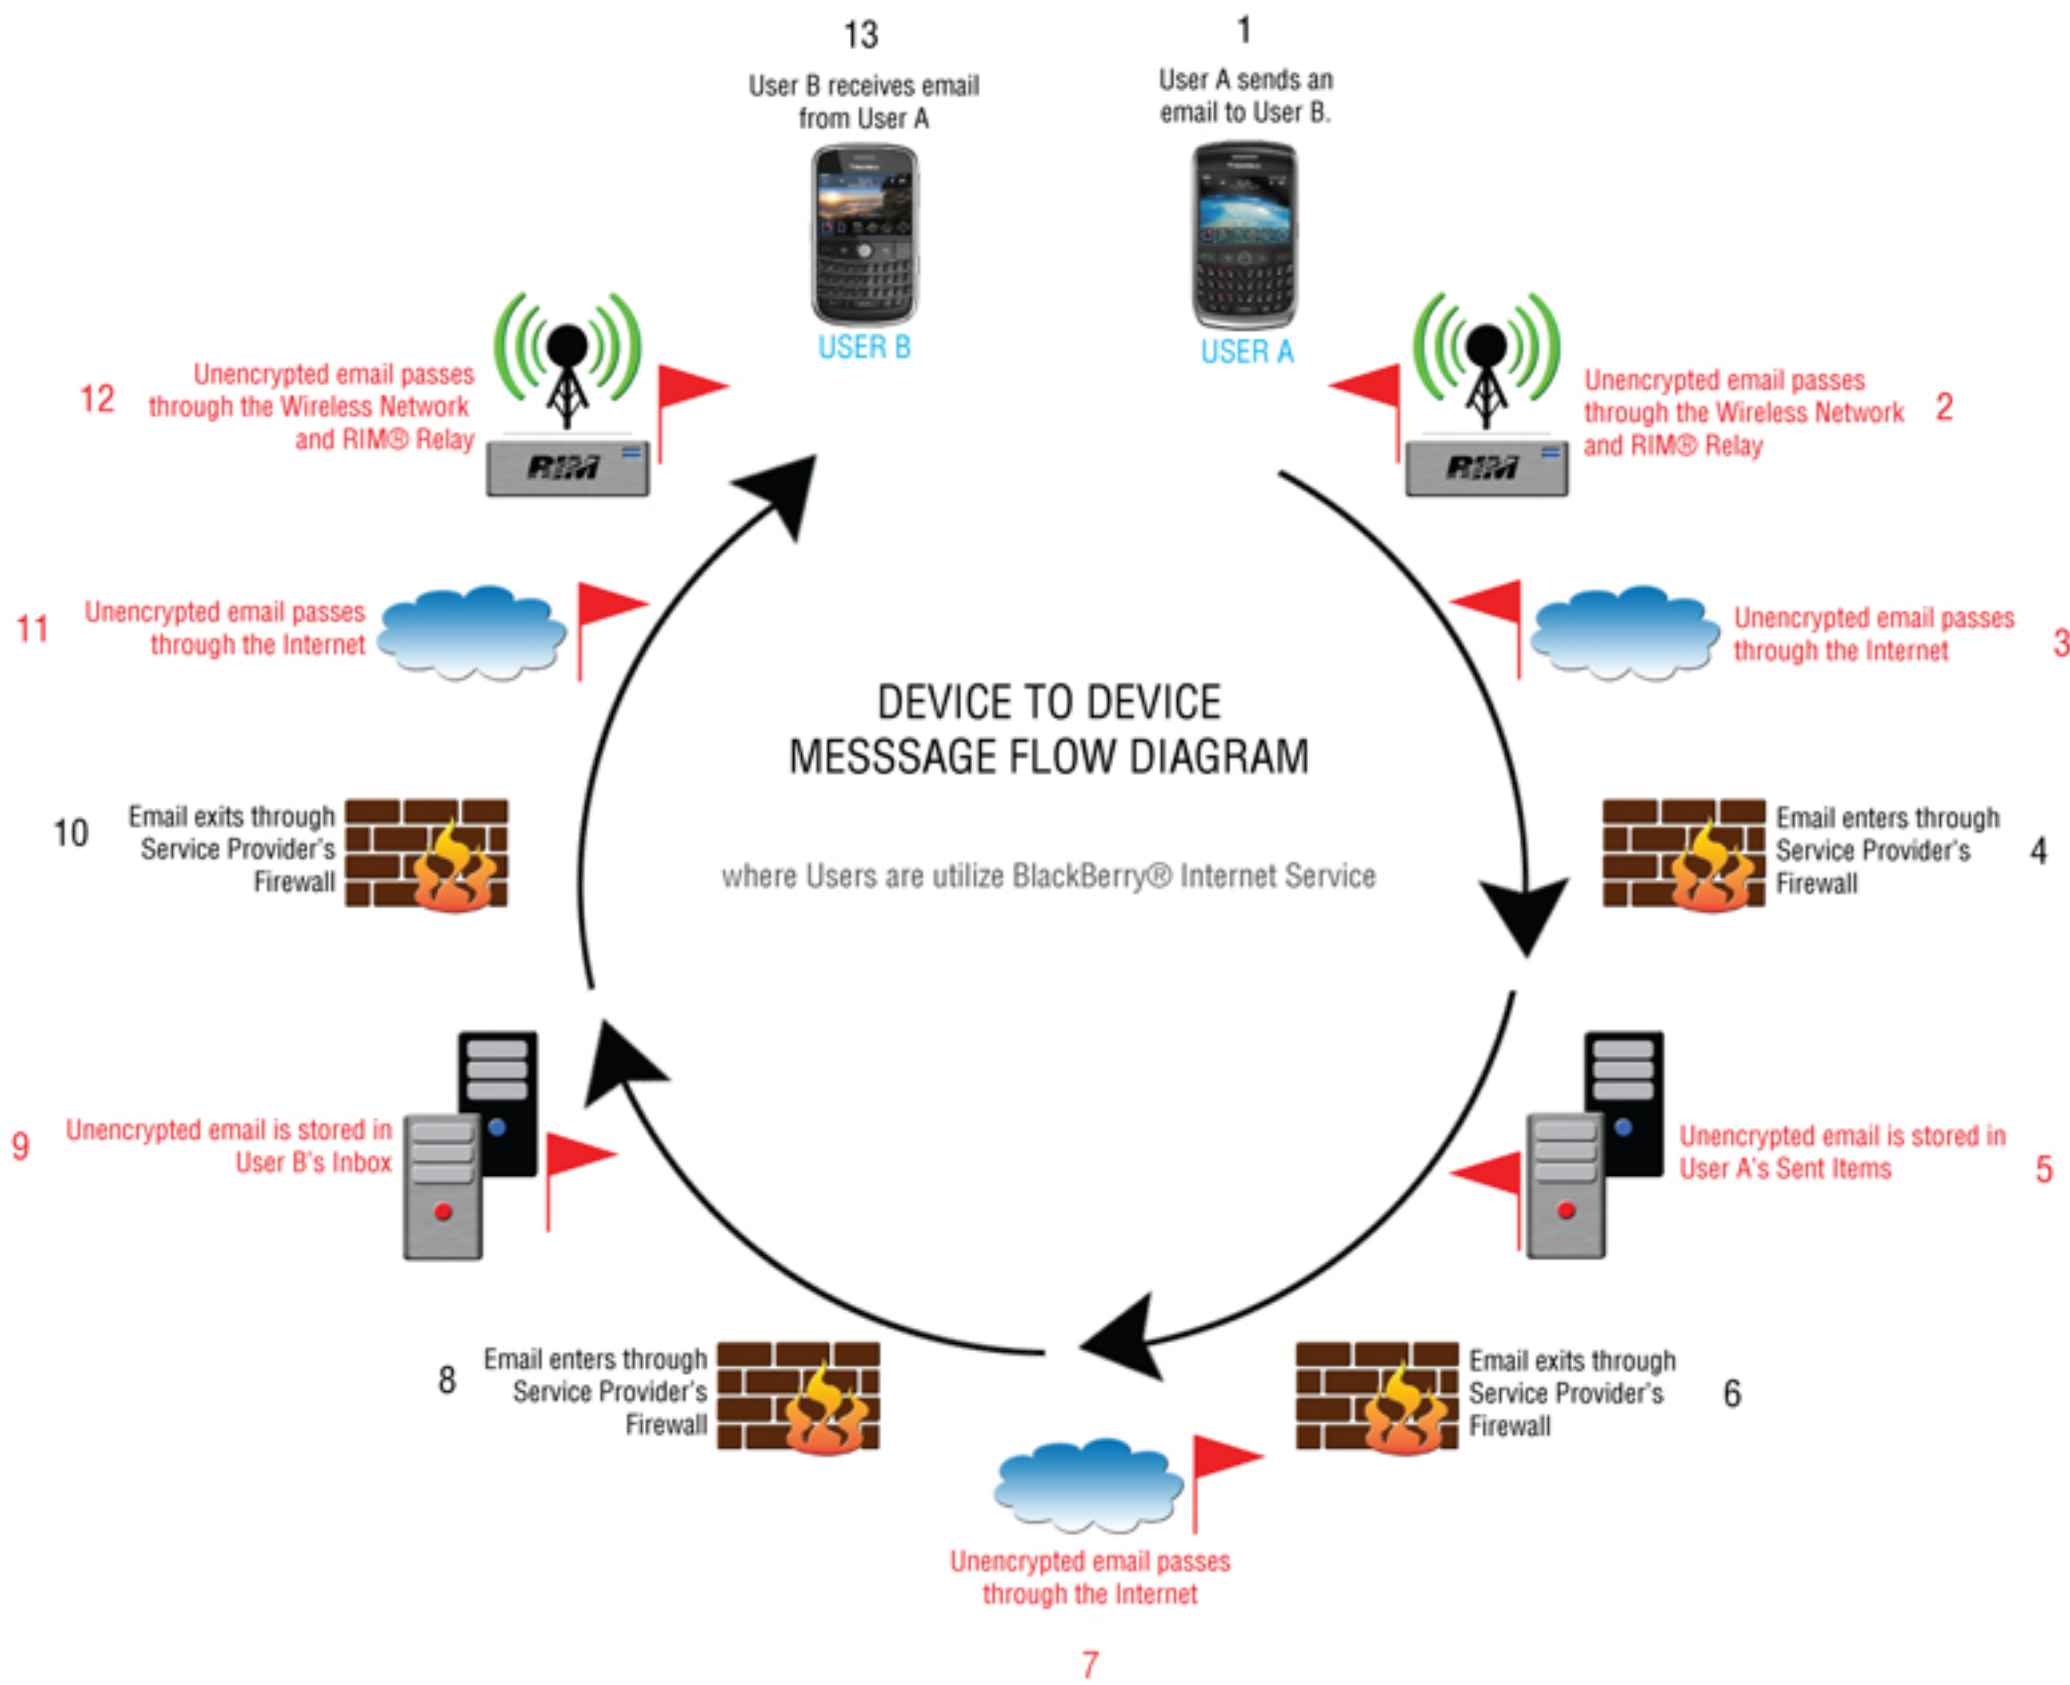 13
User B receives email
from User A
USER B
1
User A sends an
email to User B.
USER A
RIM
Unencrypted email passes
through the Wireless Network
and RIM® Relay
2
Unencrypted email passes
through the Internet
3
Email enters through
Service Provider's
Firewall
4
Unencrypted email is stored in
User A's Sent Items
5
Email exits through
Service Provider's
Firewall
6
Unencrypted email passes
through the Internet
7
8
Email enters through
Service Provider's
Firewall
9
Unencrypted email is stored in
User B's Inbox
10
Email exits through
Service Provider's
Firewall
11
Unencrypted email passes
through the Internet
12
Unencrypted email passes
through the Wireless Network
and RIM® Relay
RIM
DEVICE TO DEVICE
MESSSAGE FLOW DIAGRAM
where Users are utilize BlackBerry® Internet Service